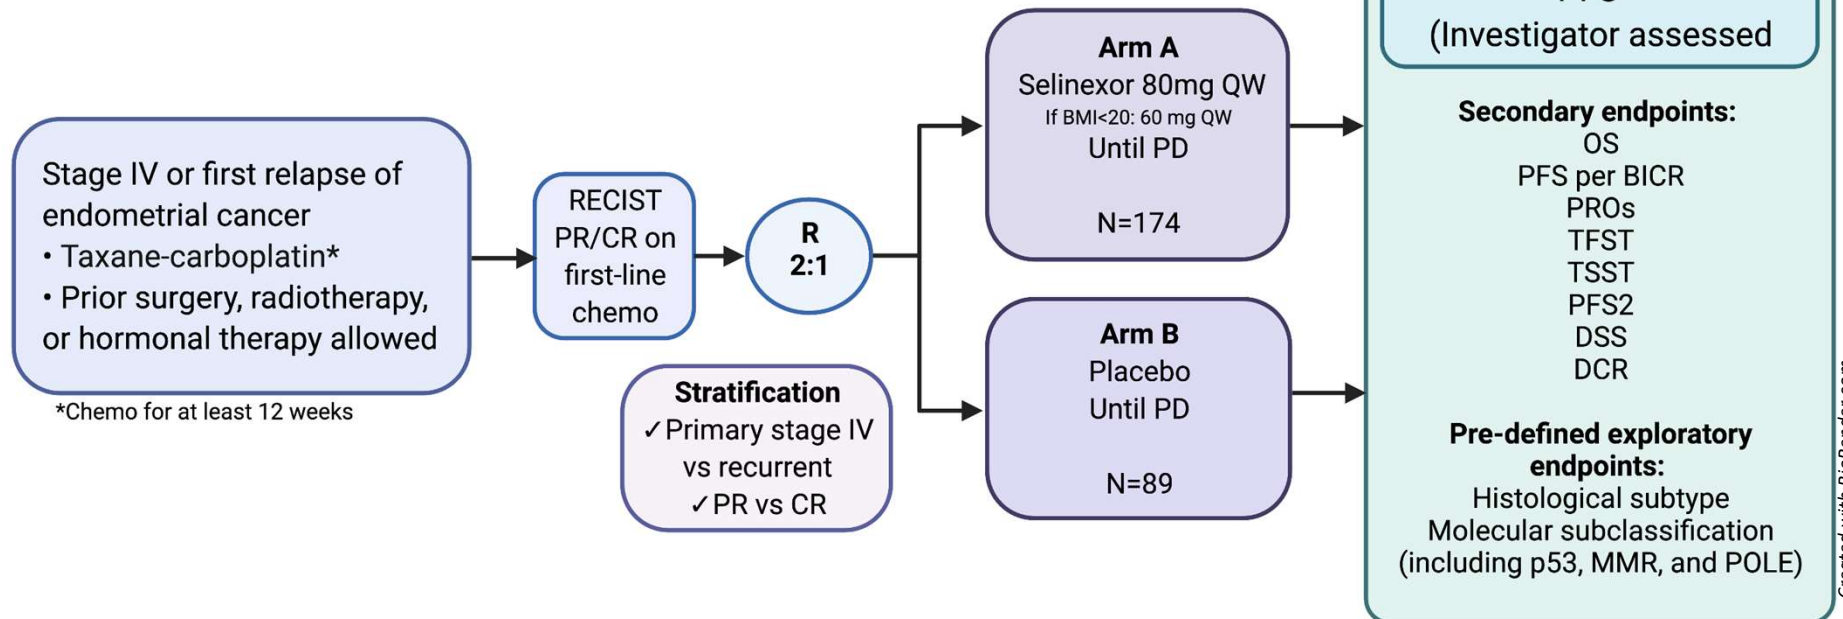 Stage IV or first relapse of
endometrial cancer
• Taxane-carboplatin*
• Prior surgery, radiotherapy,
or hormonal therapy allowed
*Chemo for at least 12 weeks
RECIST
PR/CR on
first-line
chemo
R
2:1
Stratification
✓Primary stage IV
vs recurrent
✓PR vs CR
Arm A
Selinexor 80mg QW
If BMI<20: 60 mg QW
Until PD
N=174
Arm B
Placebo
Until PD
N=89
(Investigator assessed
Secondary endpoints:
OS
PFS per BICR
PROs
TFST
TSST
PFS2
DSS
DCR
Pre-defined exploratory
endpoints:
Histological subtype
Molecular subclassification
(including p53, MMR, and POLE)